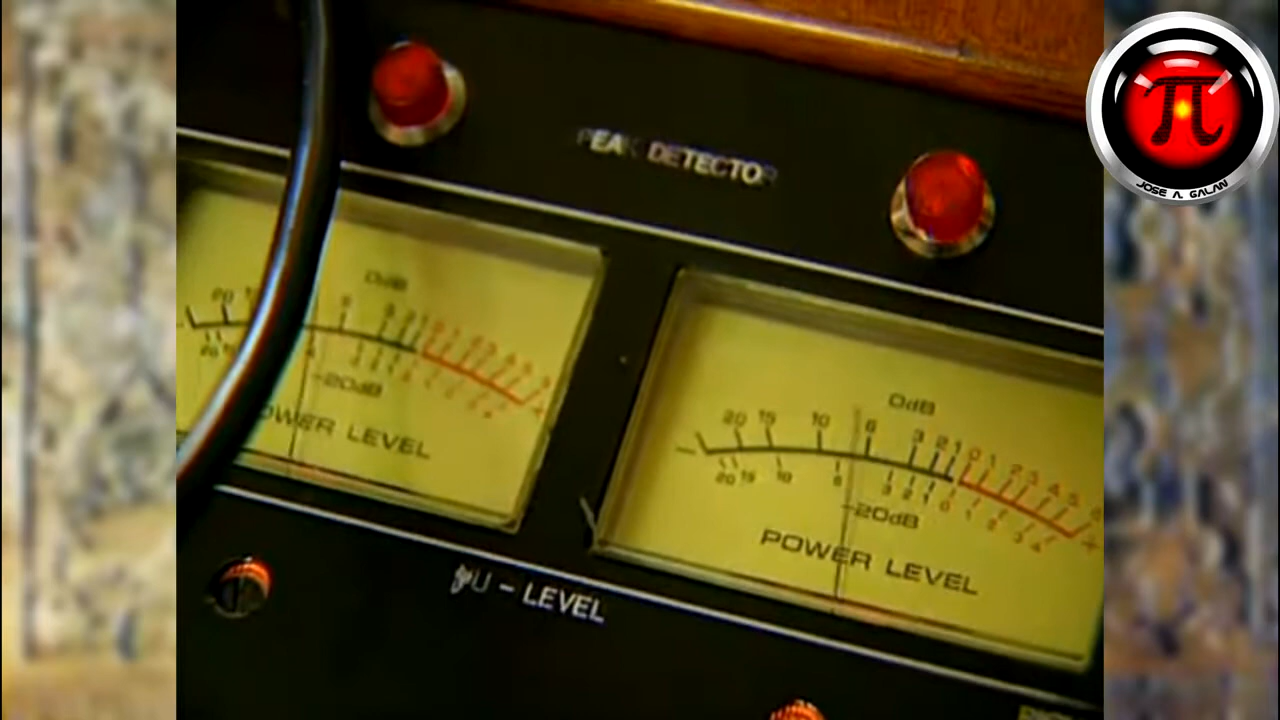 PEAK DETECTOR
0dB
-20dB
POWER LEVEL
20 15 10 6 3 2 1 0 1 2 3 4 5 6
0dB
-20dB
POWER LEVEL
VU - LEVEL
π
JOSE A. GALAN